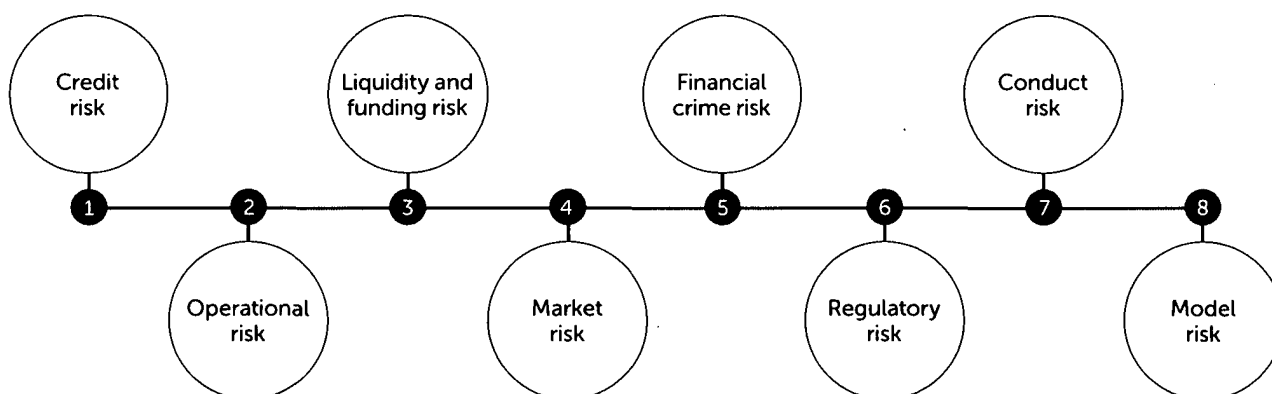 Credit
risk
Liquidity and
funding risk
Financial
crime risk
Conduct
risk
1
2
3
4
5
6
7
8
Operational
risk
Market
risk
Regulatory
risk
Model
risk